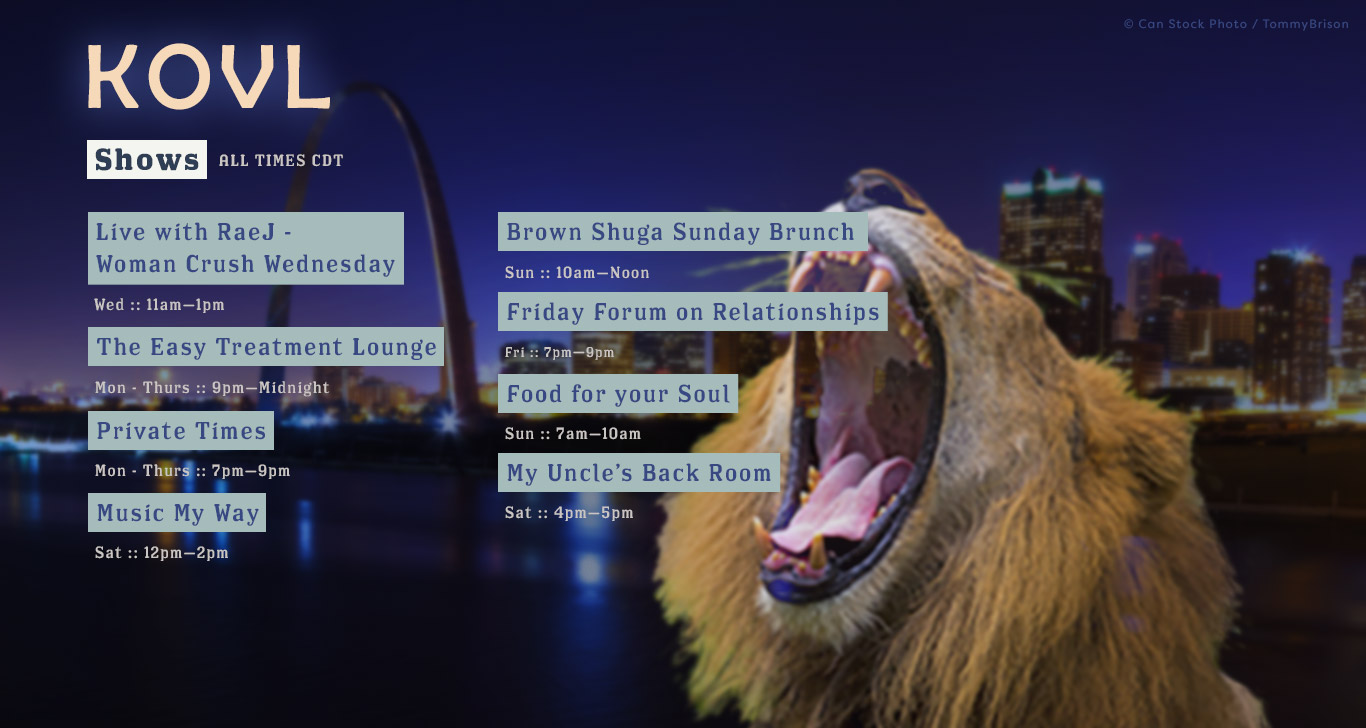 © Can Stock Photo / TommyBrison
KOVL
Shows ALL TIMES CDT
Live with RaeJ -
Woman Crush Wednesday
Wed :: 11am—1pm
The Easy Treatment Lounge
Mon - Thurs :: 9pm—Midnight
Private Times
Mon - Thurs :: 7pm—9pm
Music My Way
Sat :: 12pm—2pm
Brown Shuga Sunday Brunch
Sun :: 10am—Noon
Friday Forum on Relationships
Fri :: 7pm—9pm
Food for your Soul
Sun :: 7am—10am
My Uncle’s Back Room
Sat :: 4pm—5pm